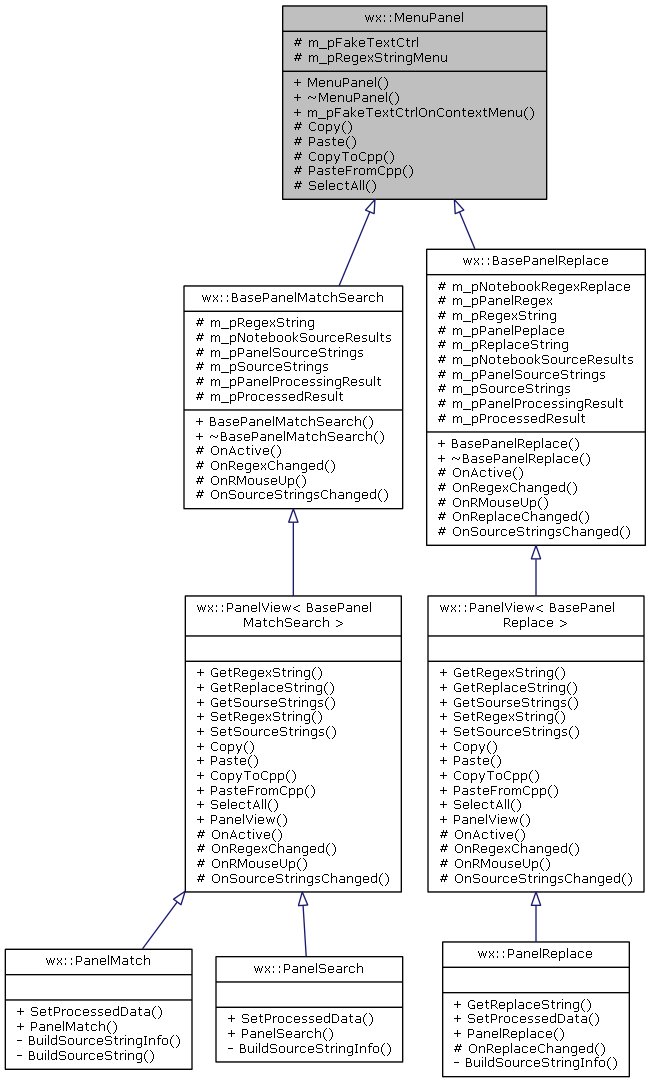 wx::MenuPanel
# m_pFakeTextCtrl
# m_pRegexStringMenu
+ MenuPanel()
+ ~MenuPanel()
+ m_pFakeTextCtrlOnContextMenu()
# Copy()
# Paste()
# CopyToCpp()
# PasteFromCpp()
# SelectAll()
wx::BasePanelMatchSearch
# m_pRegexString
# m_pNotebookSourceResults
# m_pPanelSourceStrings
# m_pSourceStrings
# m_pPanelProcessingResult
# m_pProcessedResult
+ BasePanelMatchSearch()
+ ~BasePanelMatchSearch()
# OnActive()
# OnRegexChanged()
# OnRMouseUp()
# OnSourceStringsChanged()
wx::BasePanelReplace
# m_pNotebookRegexReplace
# m_pPanelRegex
# m_pRegexString
# m_pPanelPeplace
# m_pReplaceString
# m_pNotebookSourceResults
# m_pPanelSourceStrings
# m_pSourceStrings
# m_pPanelProcessingResult
# m_pProcessedResult
+ BasePanelReplace()
+ ~BasePanelReplace()
# OnActive()
# OnRegexChanged()
# OnRMouseUp()
# OnReplaceChanged()
# OnSourceStringsChanged()
wx::PanelView< BasePanel
MatchSearch >
+ GetRegexString()
+ GetReplaceString()
+ GetSourseStrings()
+ SetRegexString()
+ SetSourceStrings()
+ Copy()
+ Paste()
+ CopyToCpp()
+ PasteFromCpp()
+ SelectAll()
+ PanelView()
# OnActive()
# OnRegexChanged()
# OnRMouseUp()
# OnSourceStringsChanged()
wx::PanelView< BasePanel
Replace >
+ GetRegexString()
+ GetReplaceString()
+ GetSourseStrings()
+ SetRegexString()
+ SetSourceStrings()
+ Copy()
+ Paste()
+ CopyToCpp()
+ PasteFromCpp()
+ SelectAll()
+ PanelView()
# OnActive()
# OnRegexChanged()
# OnRMouseUp()
# OnSourceStringsChanged()
wx::PanelMatch
+ SetProcessedData()
+ PanelMatch()
- BuildSourceStringInfo()
- BuildSourceString()
wx::PanelSearch
+ SetProcessedData()
+ PanelSearch()
- BuildSourceStringInfo()
wx::PanelReplace
+ GetReplaceString()
+ SetProcessedData()
+ PanelReplace()
# OnReplaceChanged()
- BuildSourceStringInfo()